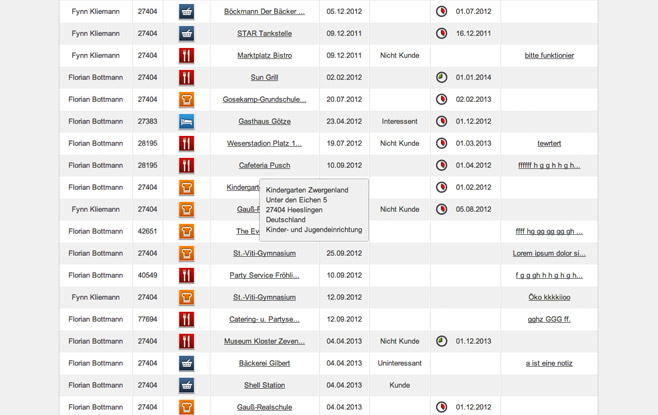 Fynn Kliemann 27404 Böckmann Der Bäcker ... 05.12.2012 01.07.2012
Fynn Kliemann 27404 STAR Tankstelle 09.12.2011 16.12.2011
Fynn Kliemann 27404 Marktplatz Bistro 09.12.2011 Nicht Kunde bitte funktionier
Florian Bottmann 27404 Sun Grill 02.02.2012 01.01.2014
Florian Bottmann 27404 Gosekamp-Grundschule... 20.07.2012 02.02.2013
Florian Bottmann 27383 Gasthaus Götze 23.04.2012 Interessent 01.12.2012
Florian Bottmann 28195 Weserstadion Platz 1... 19.07.2012 Nicht Kunde 01.03.2013 tewrtert
Florian Bottmann 28195 Cafeteria Pusch 10.09.2012 01.04.2012 ffffff h g g h h g h...
Florian Bottmann 27404 Kindergarte 01.02.2012
Kindergarten Zwergenland
Unter den Eichen 5
27404 Heeslingen
Deutschland
Kinder- und Jugendeinrichtung
Fynn Kliemann 27404 Gauß-R Nicht Kunde 05.08.2012
Florian Bottmann 42651 The Ev ffff hg gg gg gg gh ...
Florian Bottmann 27404 St.-Viti-Gymnasium 25.09.2012 Lorem ipsum dolor si...
Florian Bottmann 40549 Party Service Fröhli... 10.09.2012 f g g gh h h g h g h...
Fynn Kliemann 27404 St.-Viti-Gymnasium 12.09.2012 Öko kkkkiioo
Florian Bottmann 77694 Catering- u. Partyse... 12.09.2012 gghz GGG ff.
Florian Bottmann 27404 Museum Kloster Zeven... 04.04.2013 Nicht Kunde 01.12.2013
Florian Bottmann 27404 Bäckerei Gilbert 04.04.2013 Uninteressant a ist eine notiz
Florian Bottmann 27404 Shell Station 04.04.2013 Kunde
Florian Bottmann 27404 Gauß-Realschule 04.04.2013 01.12.2012